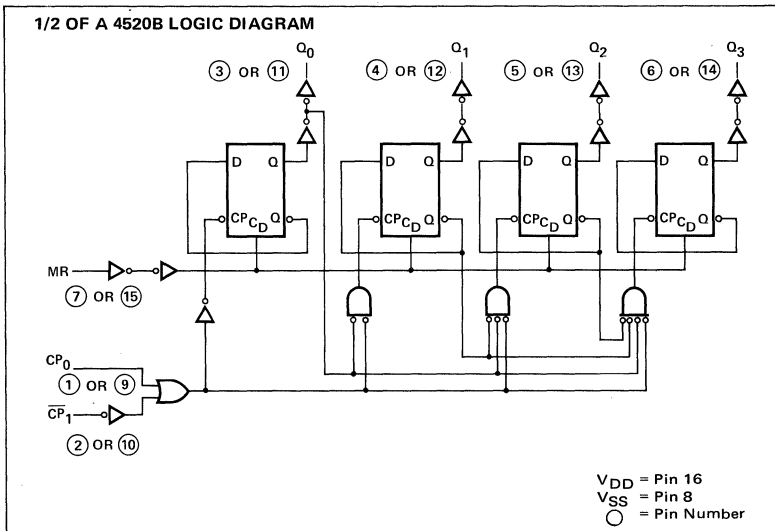 1/2 OF A 4520B LOGIC DIAGRAM
Q0 Q1 Q2 Q3
3 OR 11 4 OR 12 5 OR 13 6 OR 14
D Q D Q D Q D Q
CP CD Q CP CD Q CP CD Q CP CD Q
MR
7 OR 15
CP0
1 OR 9
C̅P̅1
2 OR 10
VDD = Pin 16
VSS = Pin 8
○ = Pin Number